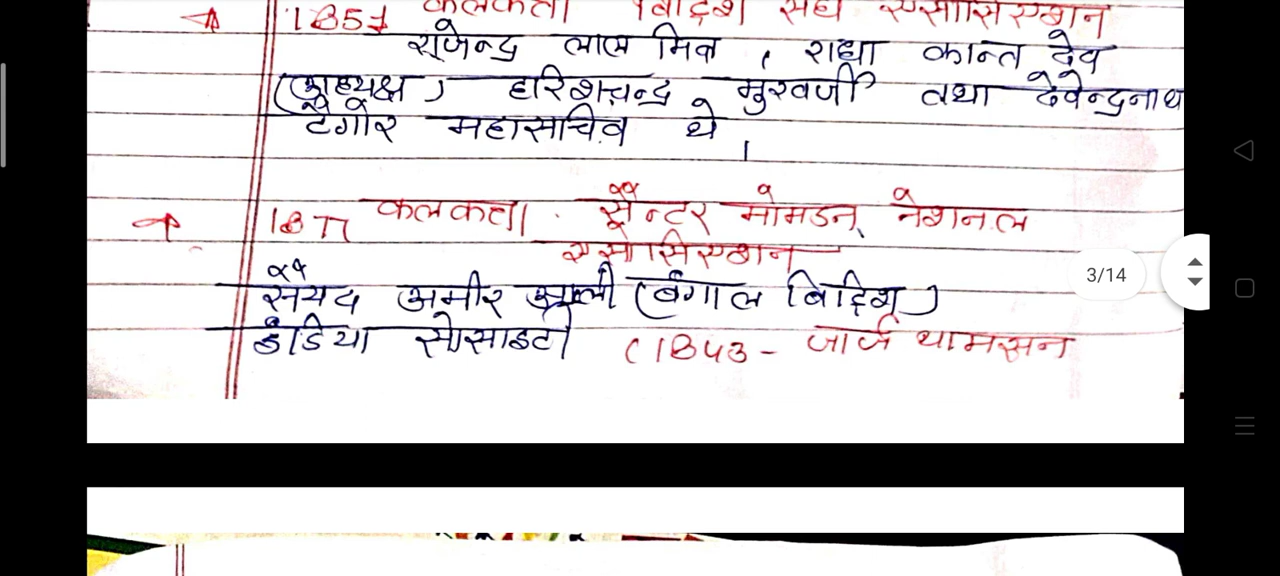 1851 कलकत्ता ब्रिटिश संघ एसोसिएशन
राजेन्द्र लाल मित्र, राधा कान्त देव
(अध्यक्ष) हरिशचन्द्र मुखर्जी तथा देवेन्द्रनाथ
टैगोर महासचिव थे।
1877 कलकत्ता. सैन्टर मोमडन नेशनल
एसोसिएशन
सैयद अमीर अली (बंगाल ब्रिटिश)
इंडिया सोसाइटी (1843 - जार्ज थामसन
3/14